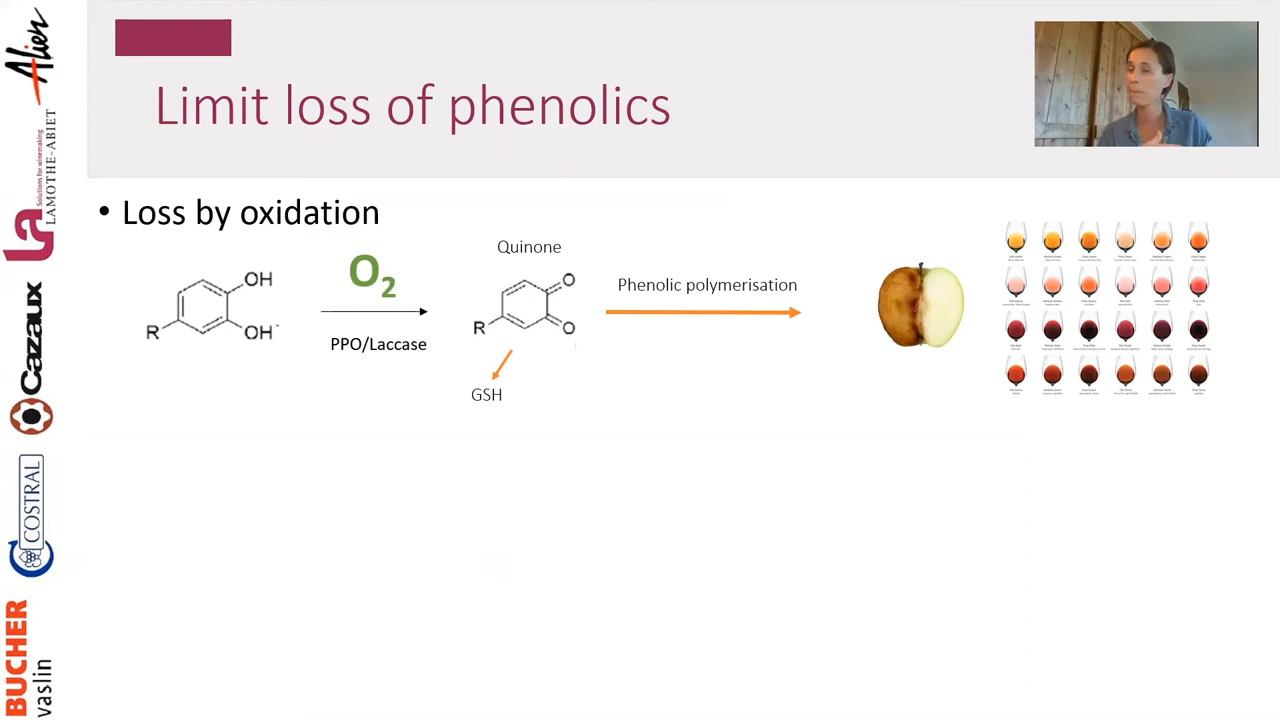 Limit loss of phenolics
• Loss by oxidation
OH
OH
R
O2
PPO/Laccase
Quinone
O
O
R
GSH
Phenolic polymerisation
Alien
La
Solutions for winemaking
LAMOTHE-ABIET
Cazaux
COSTRAL
BUCHER
vaslin